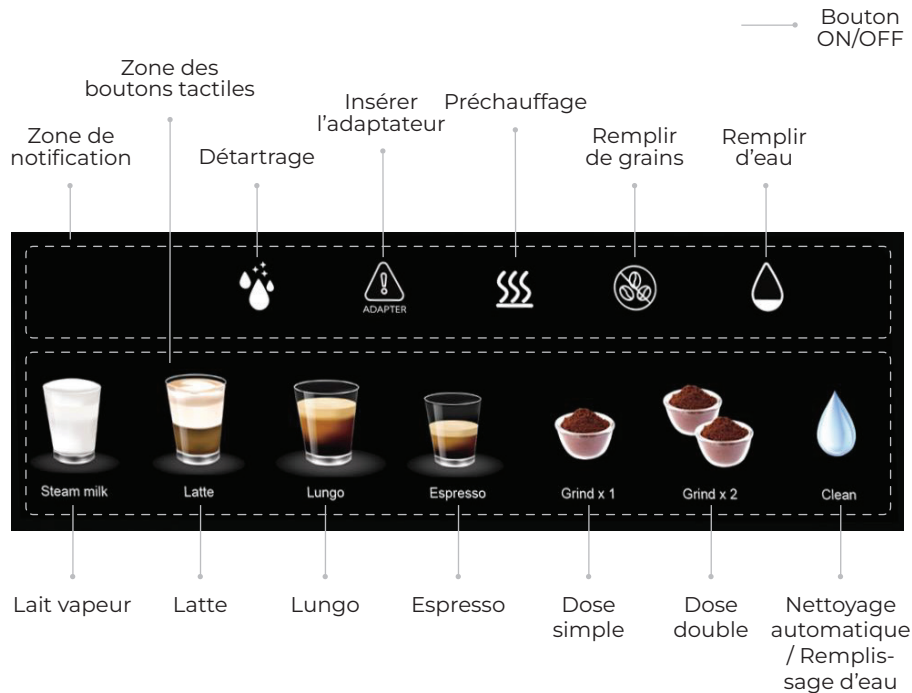 Bouton
ON/OFF
Zone des
boutons tactiles
Insérer
l’adaptateur
Préchauffage
Zone de
notification
Détartrage
Remplir
de grains
Remplir
d’eau
ADAPTER
Steam milk
Latte
Lungo
Espresso
Grind x 1
Grind x 2
Clean
Lait vapeur
Latte
Lungo
Espresso
Dose
simple
Dose
double
Nettoyage
automatique
/ Remplis-
sage d’eau